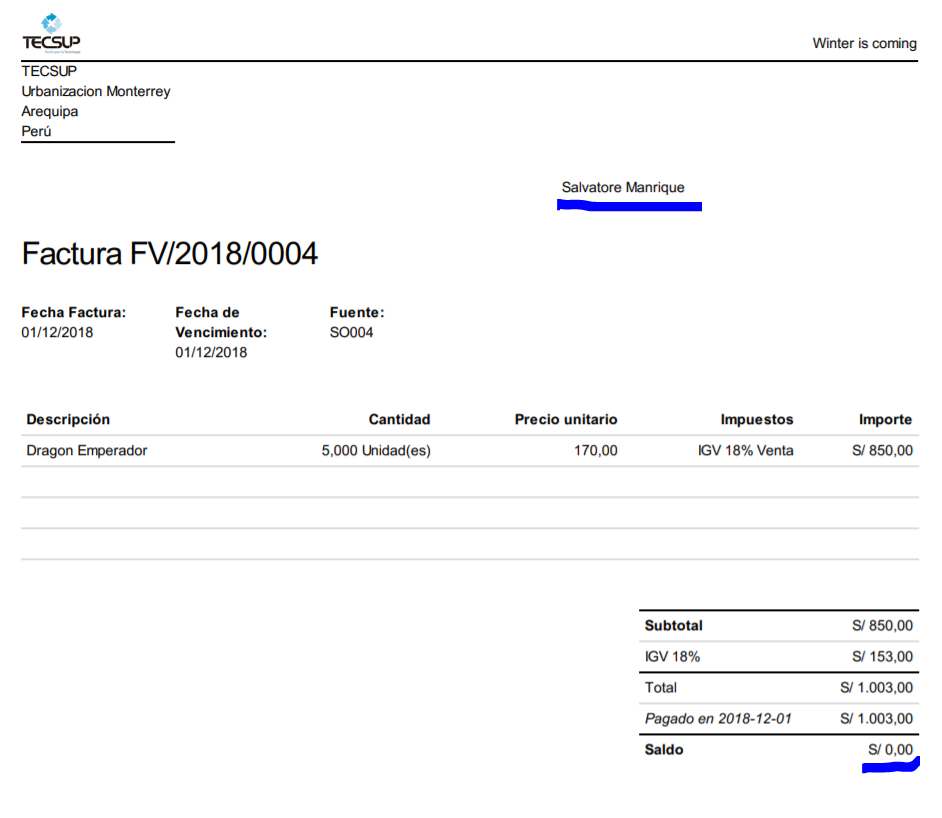 TECSUP
Winter is coming
TECSUP
Urbanizacion Monterrey
Arequipa
Perú
Salvatore Manrique
Factura FV/2018/0004
Fecha Factura: Fecha de Vencimiento: Fuente:
01/12/2018 01/12/2018 SO004
Descripción Cantidad Precio unitario Impuestos Importe
Dragon Emperador 5,000 Unidad(es) 170,00 IGV 18% Venta S/ 850,00
Subtotal S/ 850,00
IGV 18% S/ 153,00
Total S/ 1.003,00
Pagado en 2018-12-01 S/ 1.003,00
Saldo S/ 0,00